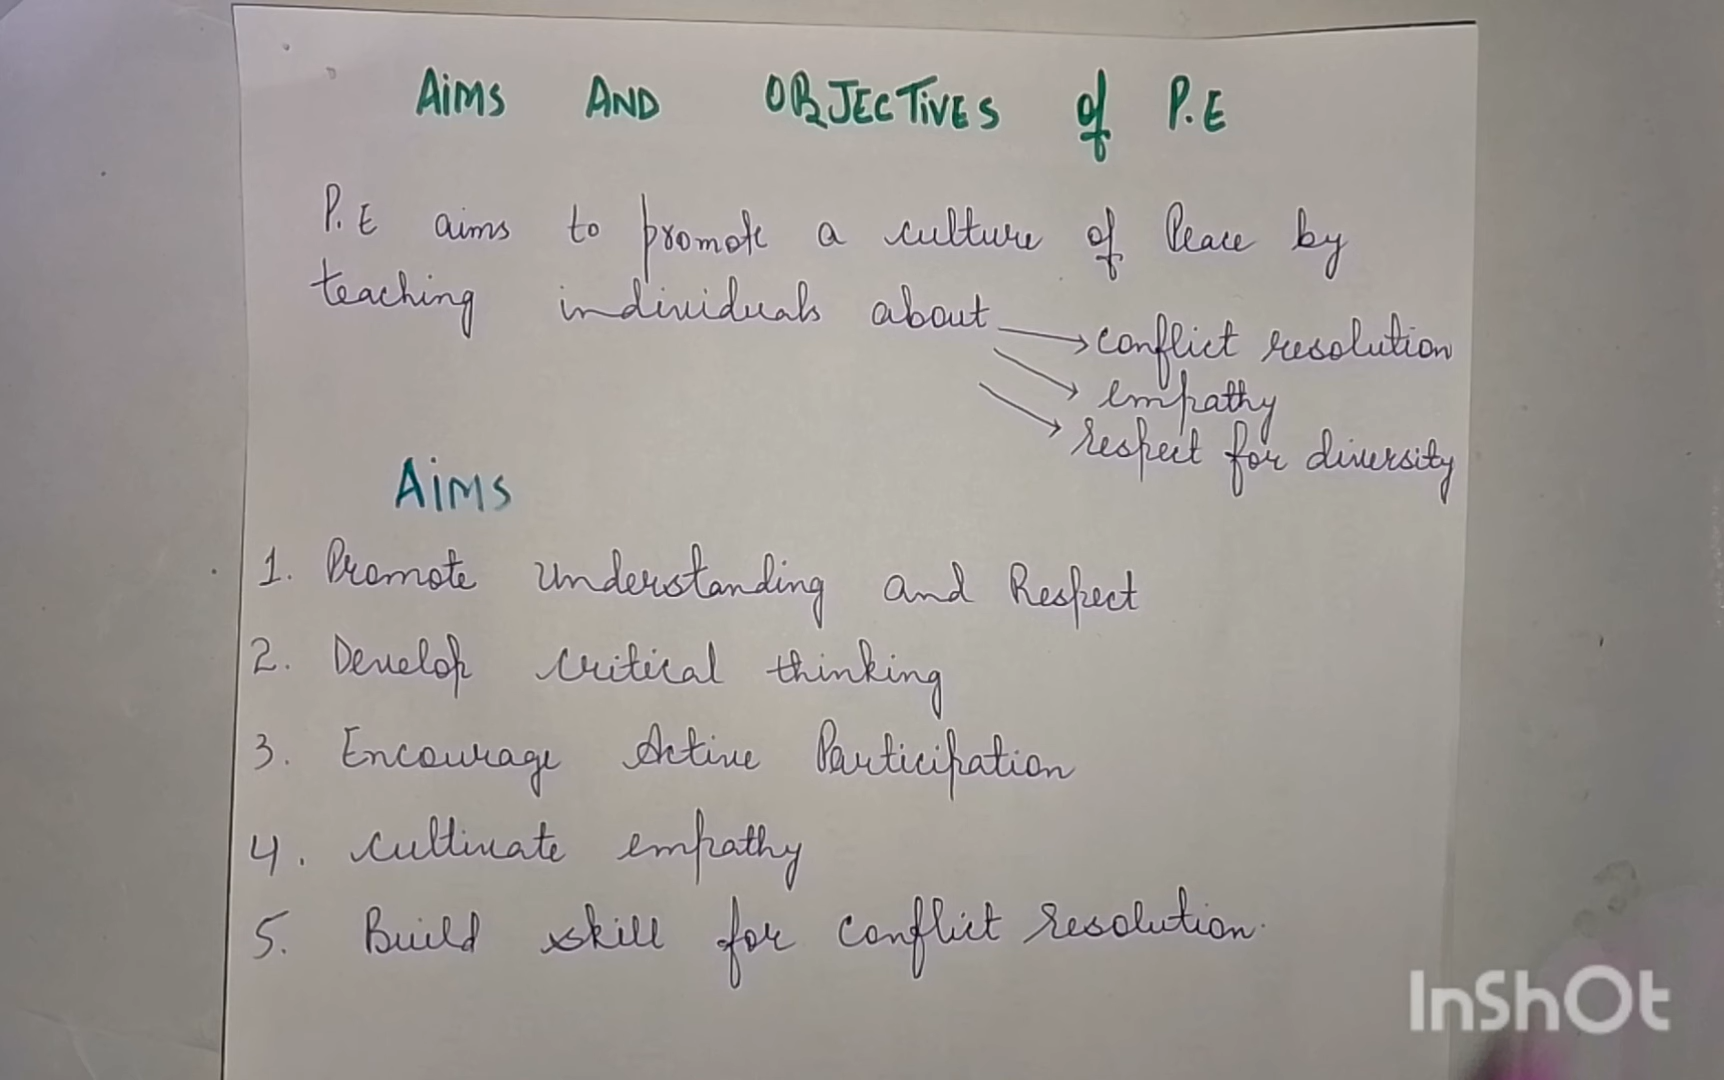 AiMS AND OBJECTiVES of P.E
P.E aims to promote a culture of Peace by
teaching individuals about → conflict resolution
→ empathy
→ respect for diversity
AiMS
1. Promote understanding and Respect
2. Develop critical thinking
3. Encourage Active Participation
4. cultivate empathy
5. Build skill for conflict resolution.
InShOt